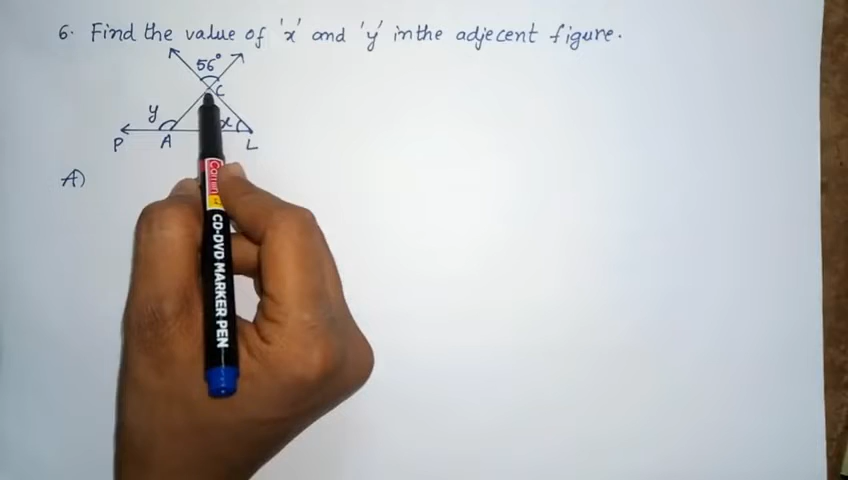 6. Find the value of 'x' and 'y' in the adjecent figure.
56°
C
y
x
P
A
L
A)
Camlin
CD-DVD MARKER PEN